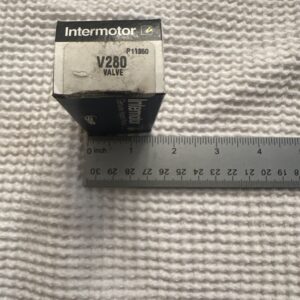 Intermotor
P11860
V280
VALVE
Intermotor
0 inch 1 2 3 4
30 29 28 27 26 25 24 23 22 21 20 19 18